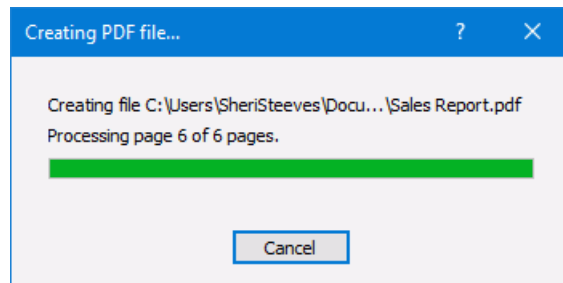 Creating PDF file...
?
Creating file C:\Users\SheriSteeves\Docu...\Sales Report.pdf
Processing page 6 of 6 pages.
Cancel